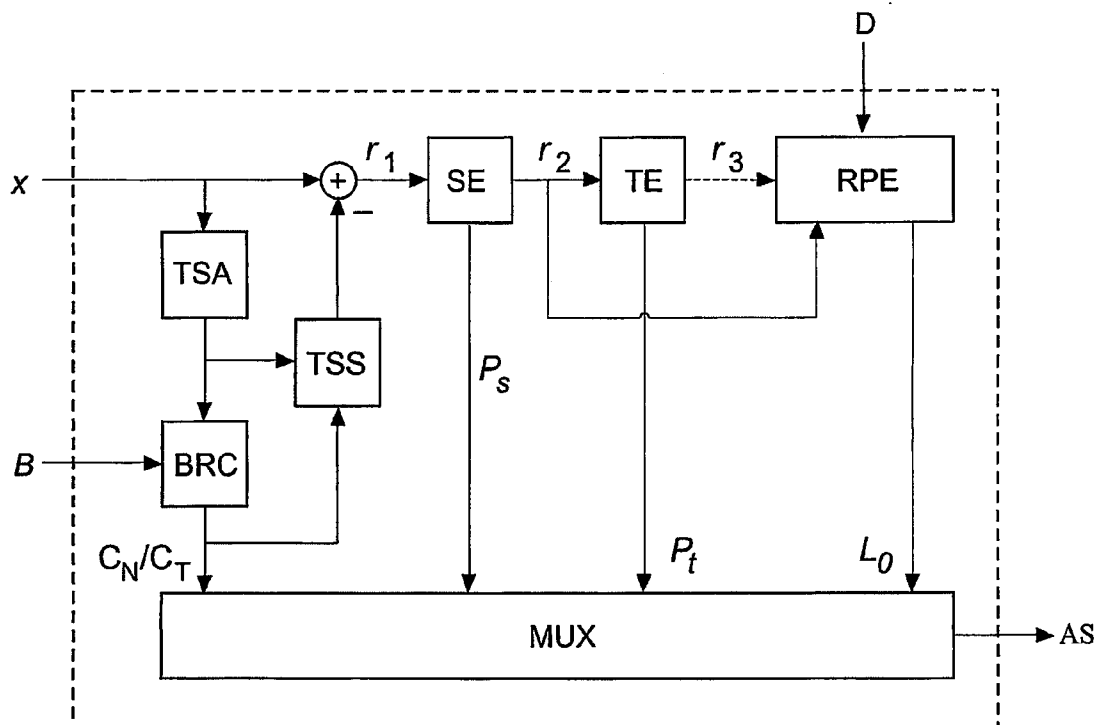 D
x
+
−
r1
SE
r2
TE
r3
RPE
TSA
TSS
Ps
B
BRC
CN/CT
Pt
L0
MUX
AS